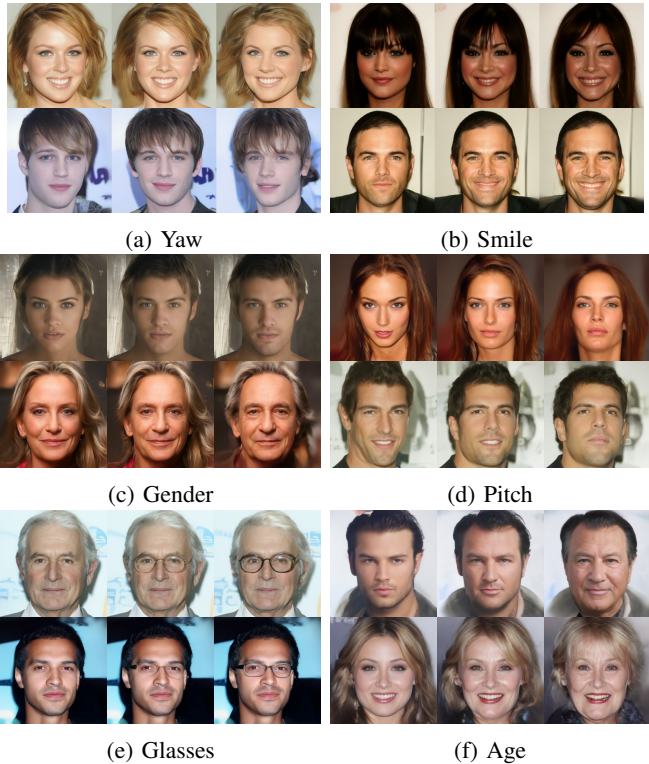 (a) Yaw
(b) Smile
(c) Gender
(d) Pitch
(e) Glasses
(f) Age